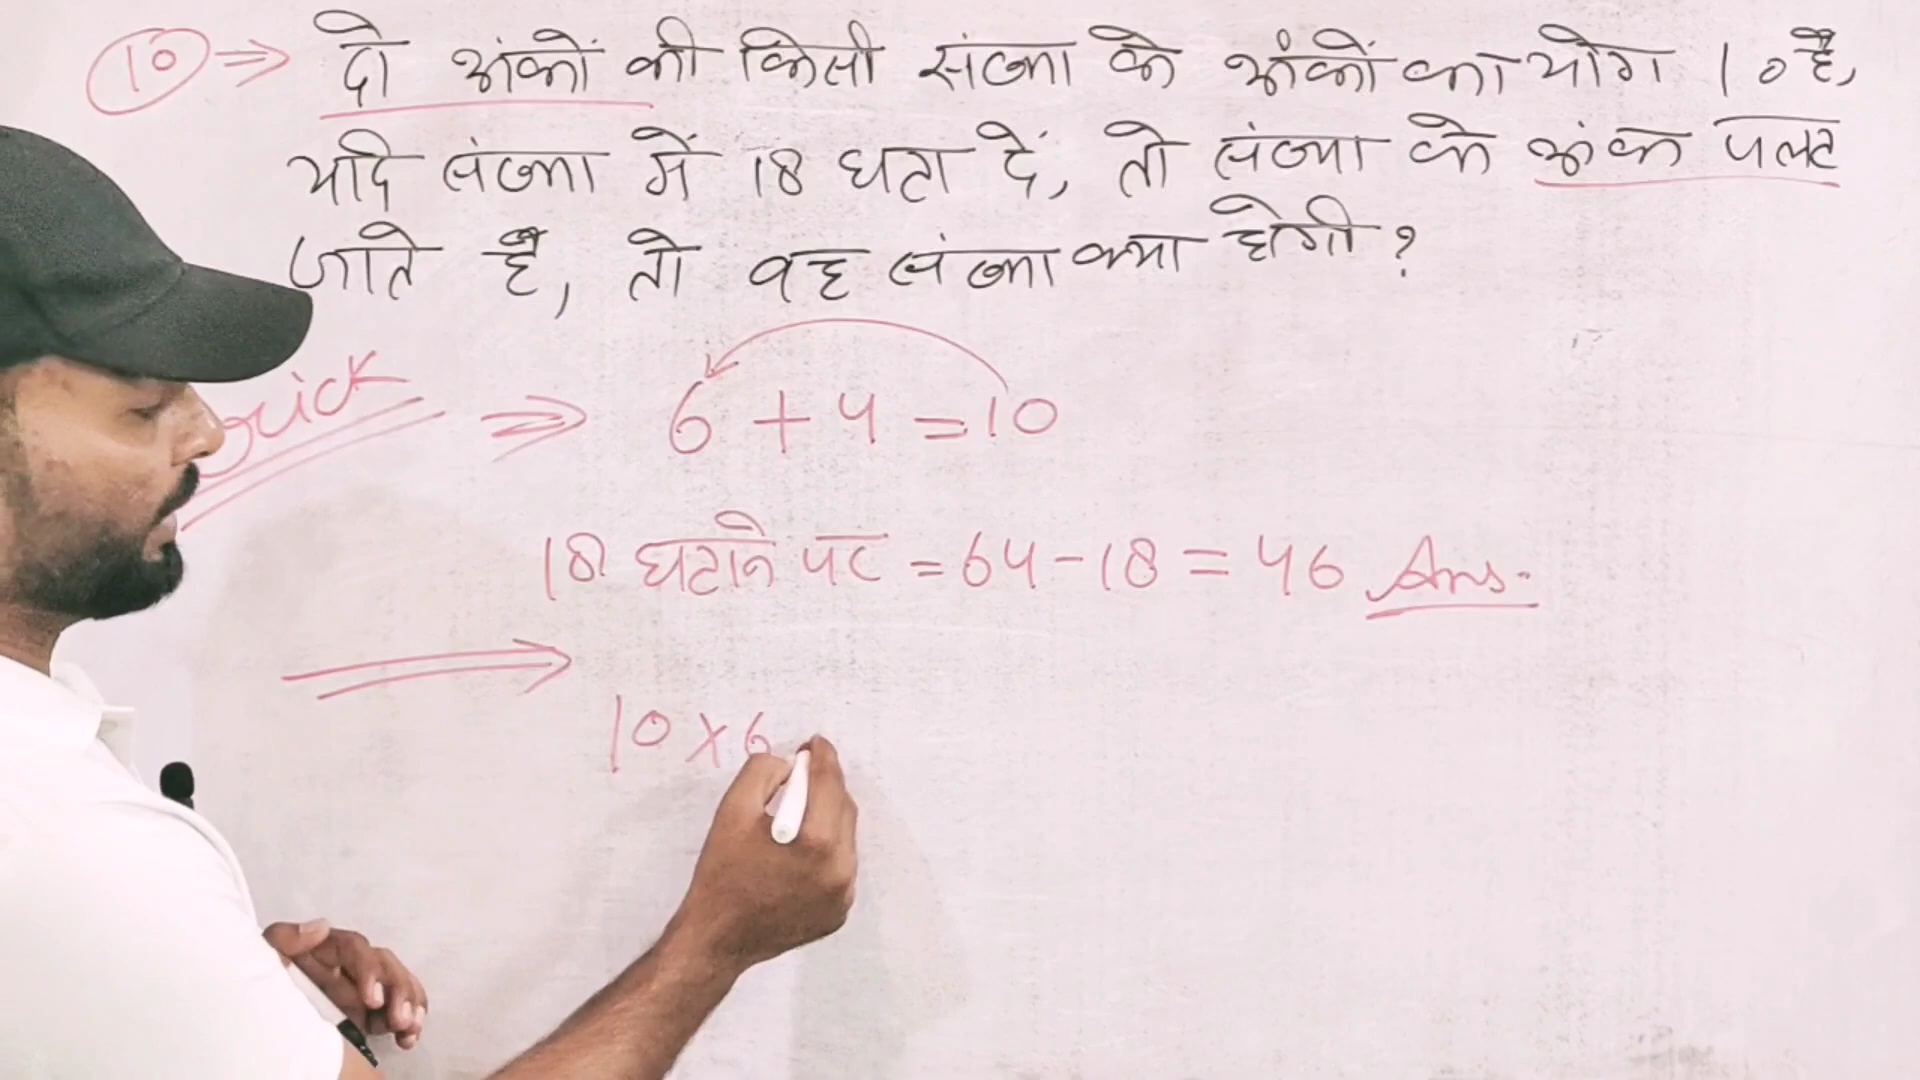 10 ⇒ दो अंकों की किसी संख्या के अंकों का योग 10 है,
यदि संख्या में 18 घटा दें, तो संख्या के अंक पलट
जाते है, तो वह संख्या क्या होगी ?
Trick ⇒ 6 + 4 = 10
18 घटाने पर = 64 - 18 = 46 Ans.
⇒
10 × 6